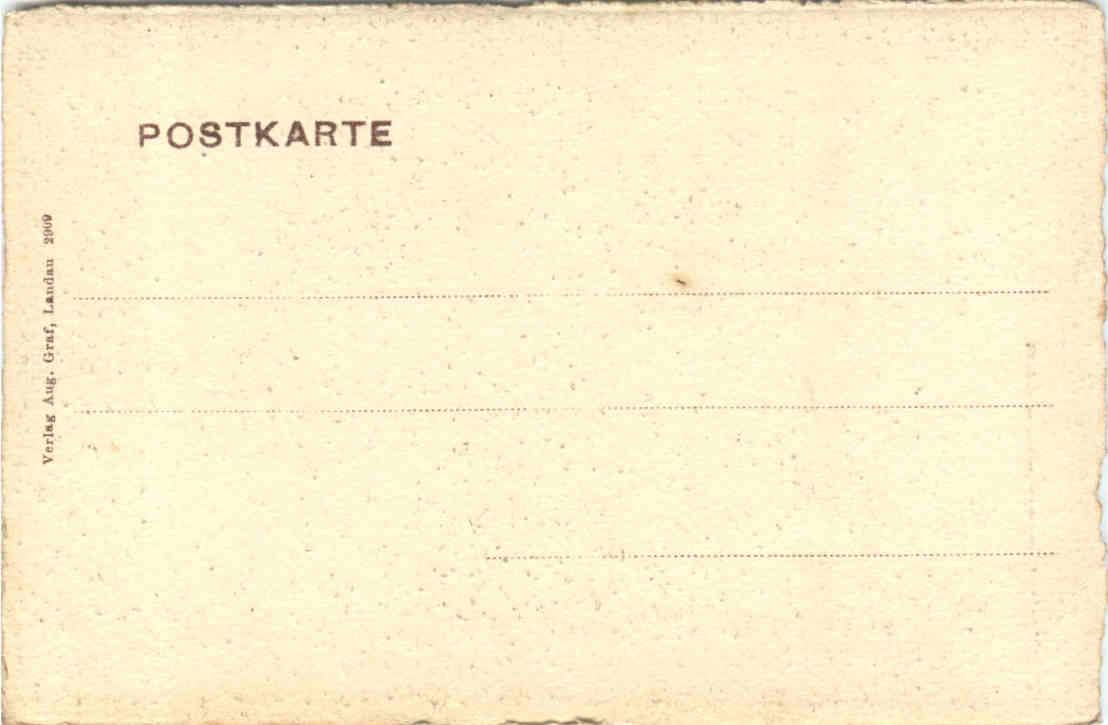 POSTKARTE
Verlag Aug. Graf, Landau 2909